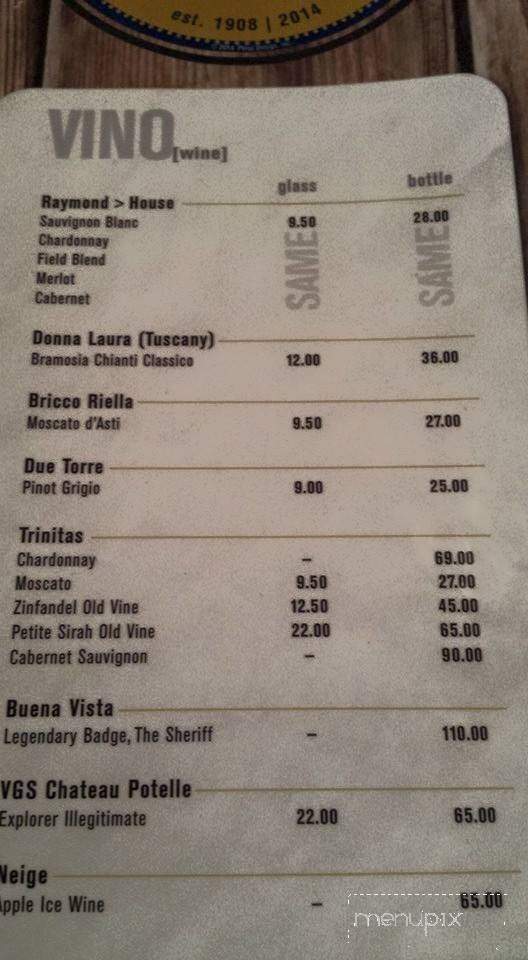 est. 1908 | 2014
VINO [wine]
glass bottle
Raymond > House
Sauvignon Blanc 9.50 28.00
Chardonnay
Field Blend
Merlot
Cabernet
SAME SAME
Donna Laura (Tuscany)
Bramosia Chianti Classico 12.00 36.00
Bricco Riella
Moscato d'Asti 9.50 27.00
Due Torre
Pinot Grigio 9.00 25.00
Trinitas
Chardonnay – 69.00
Moscato 9.50 27.00
Zinfandel Old Vine 12.50 45.00
Petite Sirah Old Vine 22.00 65.00
Cabernet Sauvignon – 90.00
Buena Vista
Legendary Badge, The Sheriff – 110.00
VGS Chateau Potelle
Explorer Illegitimate 22.00 65.00
Neige
Apple Ice Wine – 65.00
menupix